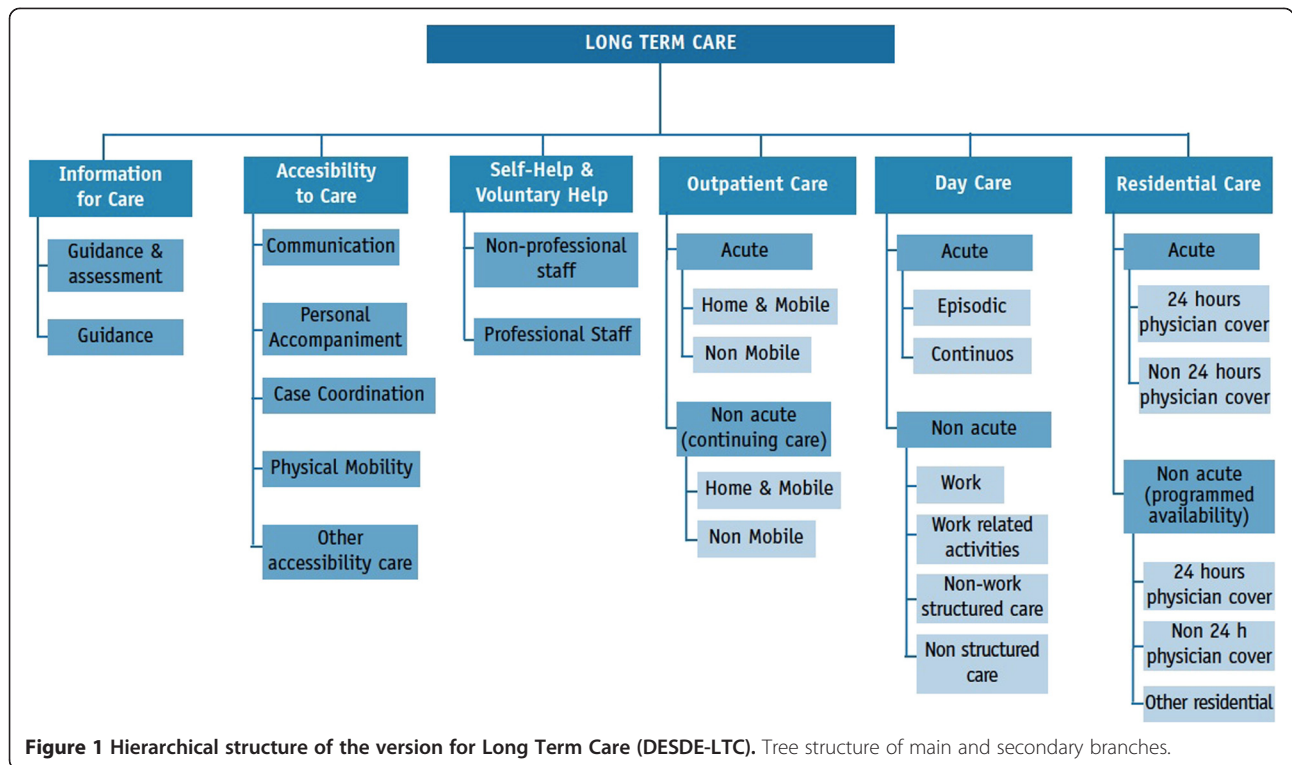 LONG TERM CARE
Information
for Care
Guidance &
assessment
Guidance
Accesibility
to Care
Communication
Personal
Accompaniment
Case Coordination
Physical Mobility
Other
accessibility care
Self-Help &
Voluntary Help
Non-professional
staff
Professional Staff
Outpatient Care
Acute
Home & Mobile
Non Mobile
Non acute
(continuing care)
Home & Mobile
Non Mobile
Day Care
Acute
Episodic
Continuos
Non acute
Work
Work related
activities
Non-work
structured care
Non structured
care
Residential Care
Acute
24 hours
physician cover
Non 24 hours
physician cover
Non acute
(programmed
availability)
24 hours
physician cover
Non 24 h
physician cover
Other residential
Figure 1 Hierarchical structure of the version for Long Term Care (DESDE-LTC). Tree structure of main and secondary branches.